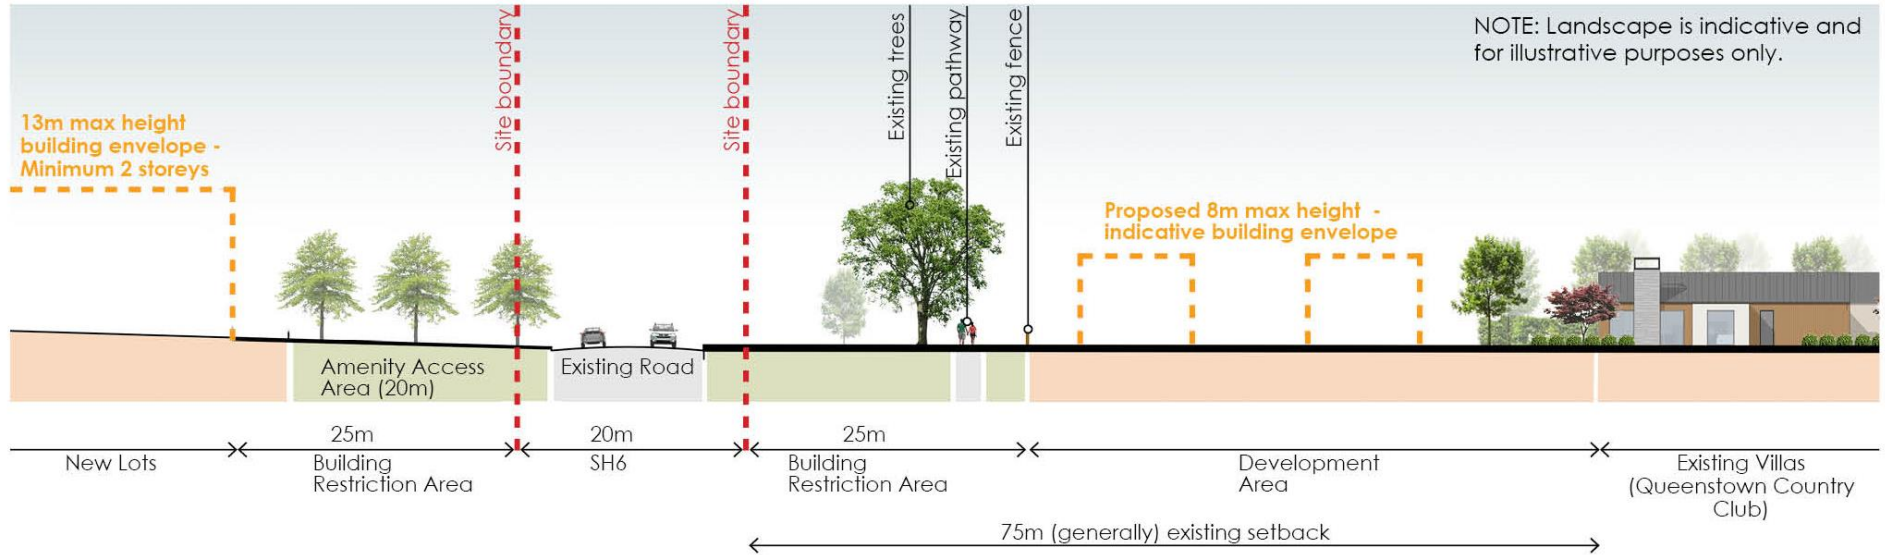 NOTE: Landscape is indicative and
for illustrative purposes only.
Site boundary
Site boundary
Existing trees
Existing pathway
Existing fence
13m max height
building envelope -
Minimum 2 storeys
Proposed 8m max height -
indicative building envelope
Amenity Access
Area (20m)
Existing Road
25m
20m
25m
New Lots
Building
Restriction Area
SH6
Building
Restriction Area
Development
Area
Existing Villas
(Queenstown Country
Club)
75m (generally) existing setback